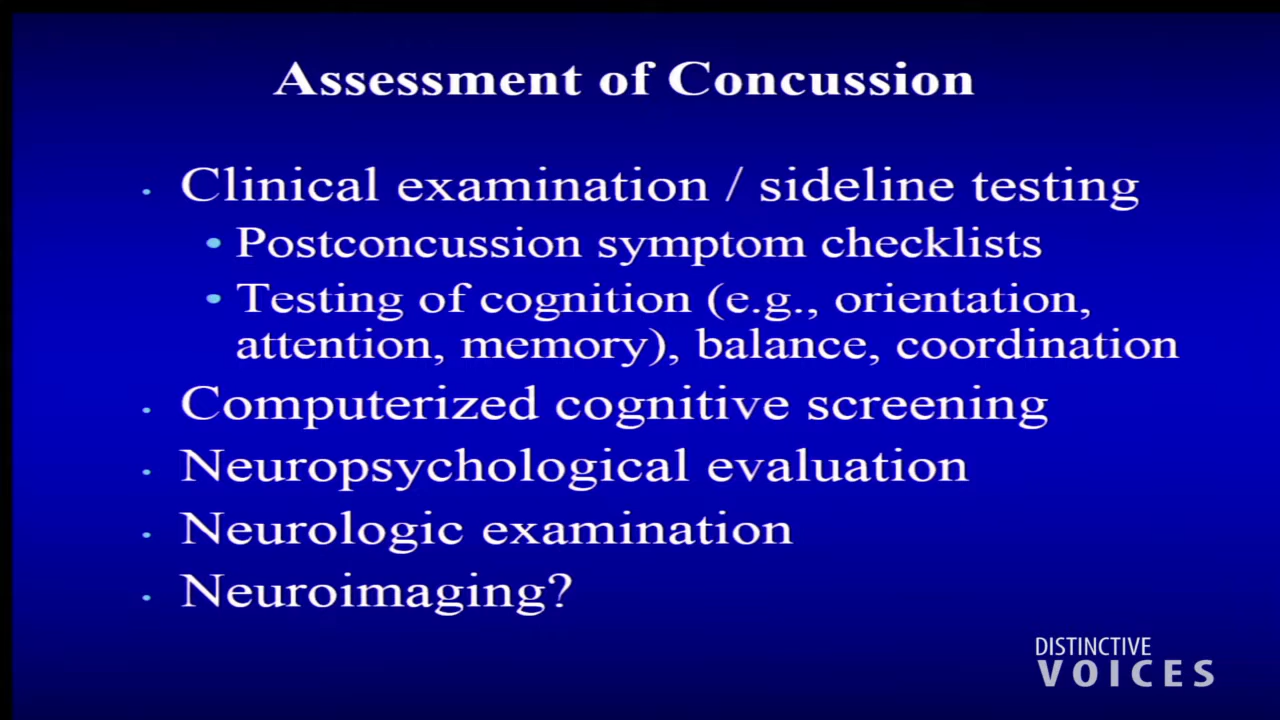 Assessment of Concussion
• Clinical examination / sideline testing
• Postconcussion symptom checklists
• Testing of cognition (e.g., orientation,
attention, memory), balance, coordination
• Computerized cognitive screening
• Neuropsychological evaluation
• Neurologic examination
• Neuroimaging?
DISTINCTIVE
VOICES